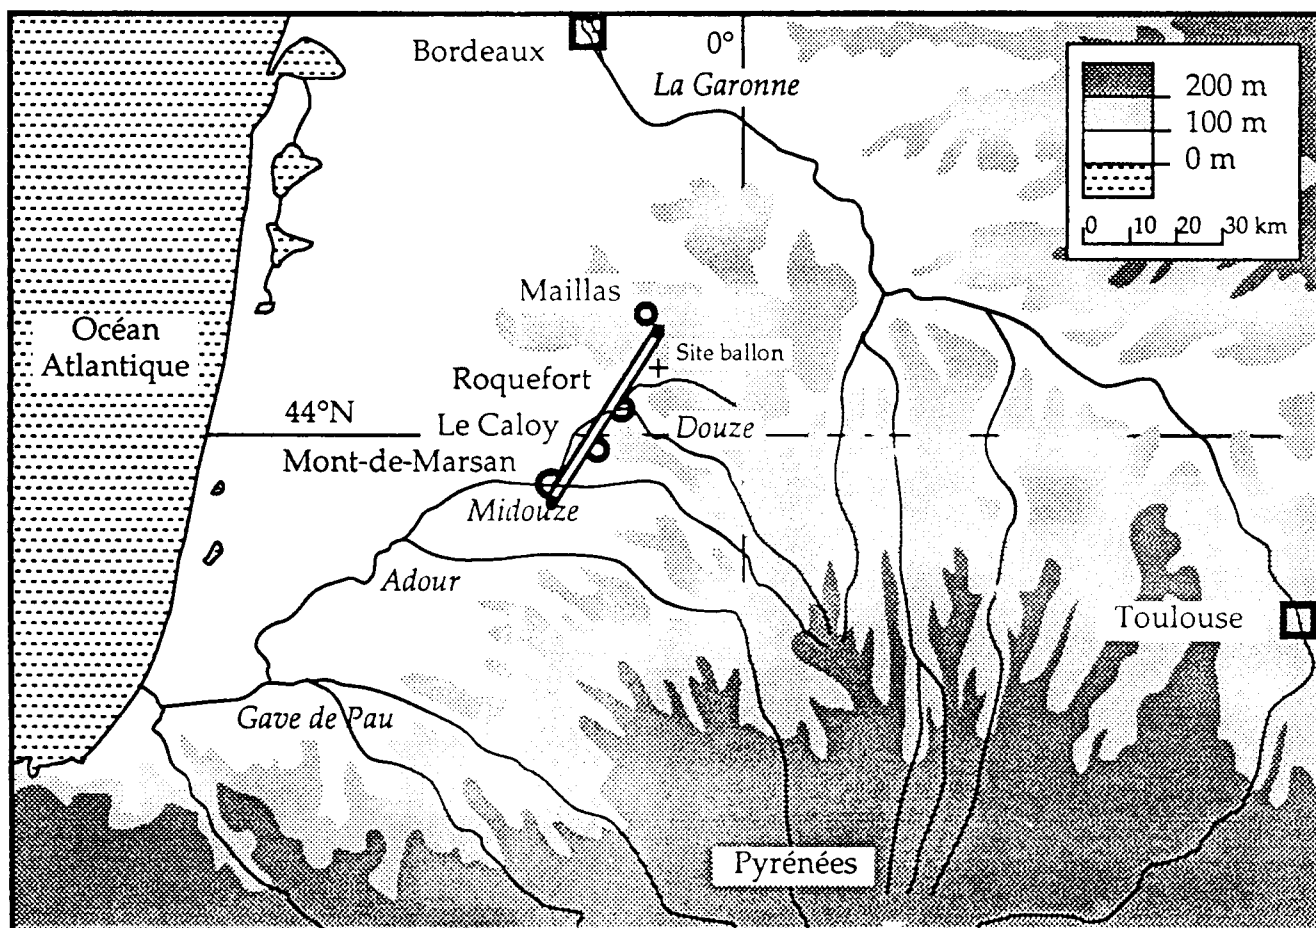 Bordeaux
0°
La Garonne
200 m
100 m
0 m
0 10 20 30 km
Maillas
Océan
Atlantique
Site ballon
Roquefort
44°N
Le Caloy
Douze
Mont-de-Marsan
Midouze
Adour
Toulouse
Gave de Pau
Pyrénées